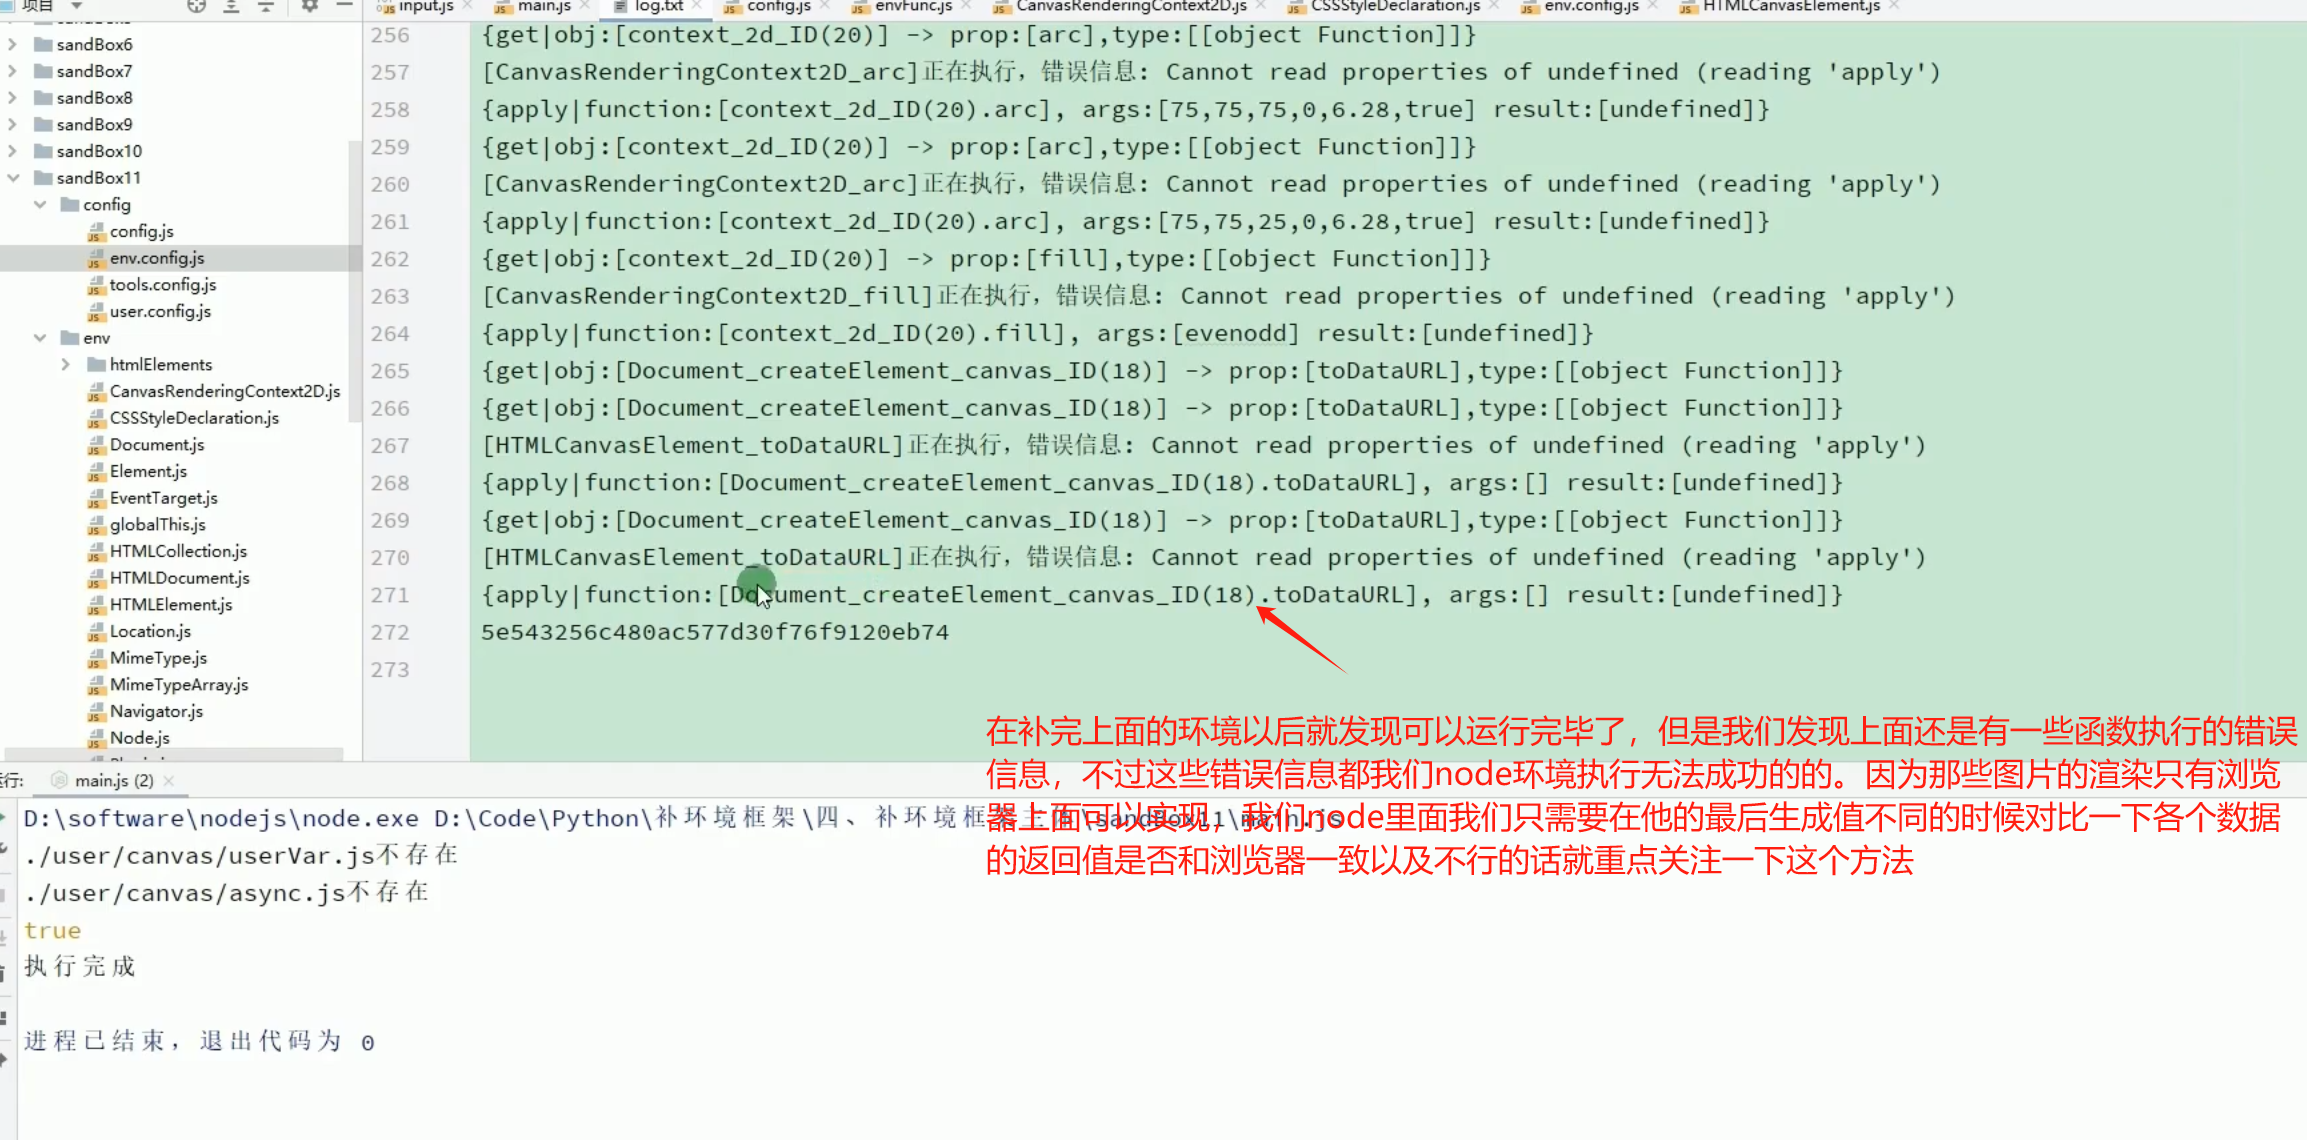 项目
input.js
main.js
log.txt
config.js
envFunc.js
CanvasRenderingContext2D.js
CSSStyleDeclaration.js
env.config.js
HTMLCanvasElement.js
sandBox6
sandBox7
sandBox8
sandBox9
sandBox10
sandBox11
config
config.js
env.config.js
tools.config.js
user.config.js
env
htmlElements
CanvasRenderingContext2D.js
CSSStyleDeclaration.js
Document.js
Element.js
EventTarget.js
globalThis.js
HTMLCollection.js
HTMLDocument.js
HTMLElement.js
Location.js
MimeType.js
MimeTypeArray.js
Navigator.js
Node.js
256 {get|obj:[context_2d_ID(20)] -> prop:[arc],type:[[object Function]]}
257 [CanvasRenderingContext2D_arc]正在执行，错误信息: Cannot read properties of undefined (reading 'apply')
258 {apply|function:[context_2d_ID(20).arc], args:[75,75,75,0,6.28,true] result:[undefined]}
259 {get|obj:[context_2d_ID(20)] -> prop:[arc],type:[[object Function]]}
260 [CanvasRenderingContext2D_arc]正在执行，错误信息: Cannot read properties of undefined (reading 'apply')
261 {apply|function:[context_2d_ID(20).arc], args:[75,75,25,0,6.28,true] result:[undefined]}
262 {get|obj:[context_2d_ID(20)] -> prop:[fill],type:[[object Function]]}
263 [CanvasRenderingContext2D_fill]正在执行，错误信息: Cannot read properties of undefined (reading 'apply')
264 {apply|function:[context_2d_ID(20).fill], args:[evenodd] result:[undefined]}
265 {get|obj:[Document_createElement_canvas_ID(18)] -> prop:[toDataURL],type:[[object Function]]}
266 {get|obj:[Document_createElement_canvas_ID(18)] -> prop:[toDataURL],type:[[object Function]]}
267 [HTMLCanvasElement_toDataURL]正在执行，错误信息: Cannot read properties of undefined (reading 'apply')
268 {apply|function:[Document_createElement_canvas_ID(18).toDataURL], args:[] result:[undefined]}
269 {get|obj:[Document_createElement_canvas_ID(18)] -> prop:[toDataURL],type:[[object Function]]}
270 [HTMLCanvasElement_toDataURL]正在执行，错误信息: Cannot read properties of undefined (reading 'apply')
271 {apply|function:[Document_createElement_canvas_ID(18).toDataURL], args:[] result:[undefined]}
272 5e543256c480ac577d30f76f9120eb74
273
在补完上面的环境以后就发现可以运行完毕了，但是我们发现上面还是有一些函数执行的错误
信息，不过这些错误信息都我们node环境执行无法成功的的。因为那些图片的渲染只有浏览
器上面可以实现，我们node里面我们只需要在他的最后生成值不同的时候对比一下各个数据
的返回值是否和浏览器一致以及不行的话就重点关注一下这个方法
行:
main.js (2)
D:\software\nodejs\node.exe D:\Code\Python\补环境框架\四、补环境框架主体\sandBox11\main.js
./user/canvas/userVar.js不存在
./user/canvas/async.js不存在
true
执行完成
进程已结束，退出代码为 0